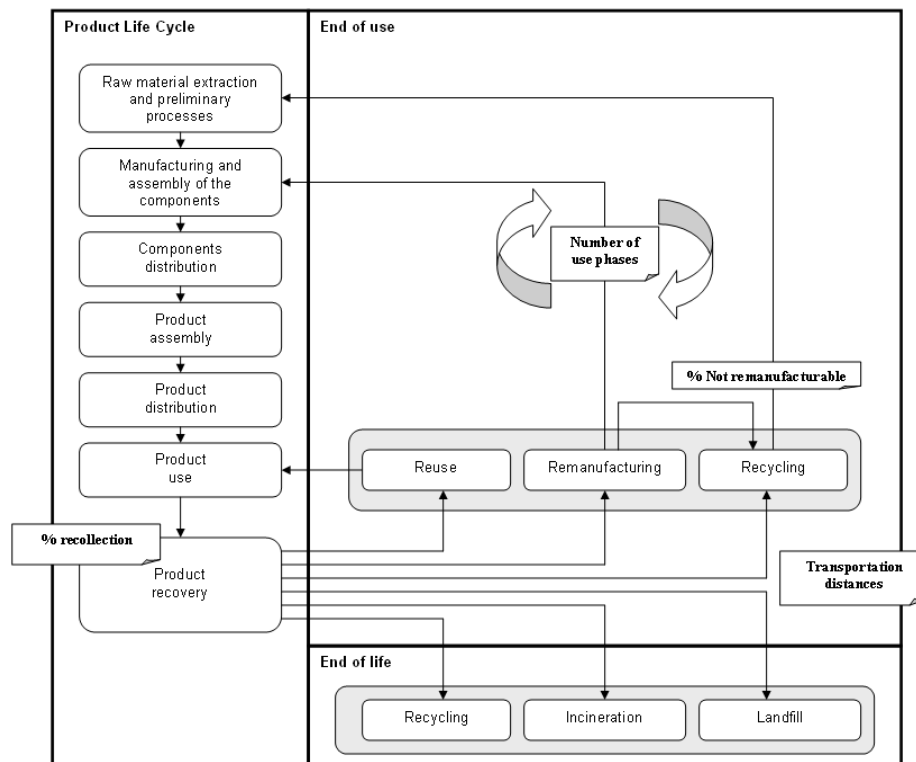 Product Life Cycle
End of use
Raw material extraction
and preliminary
processes
Manufacturing and
assembly of the
components
Components
distribution
Product
assembly
Product
distribution
Product
use
Product
recovery
% recollection
Number of
use phases
% Not remanufacturable
Reuse
Remanufacturing
Recycling
Transportation
distances
End of life
Recycling
Incineration
Landfill